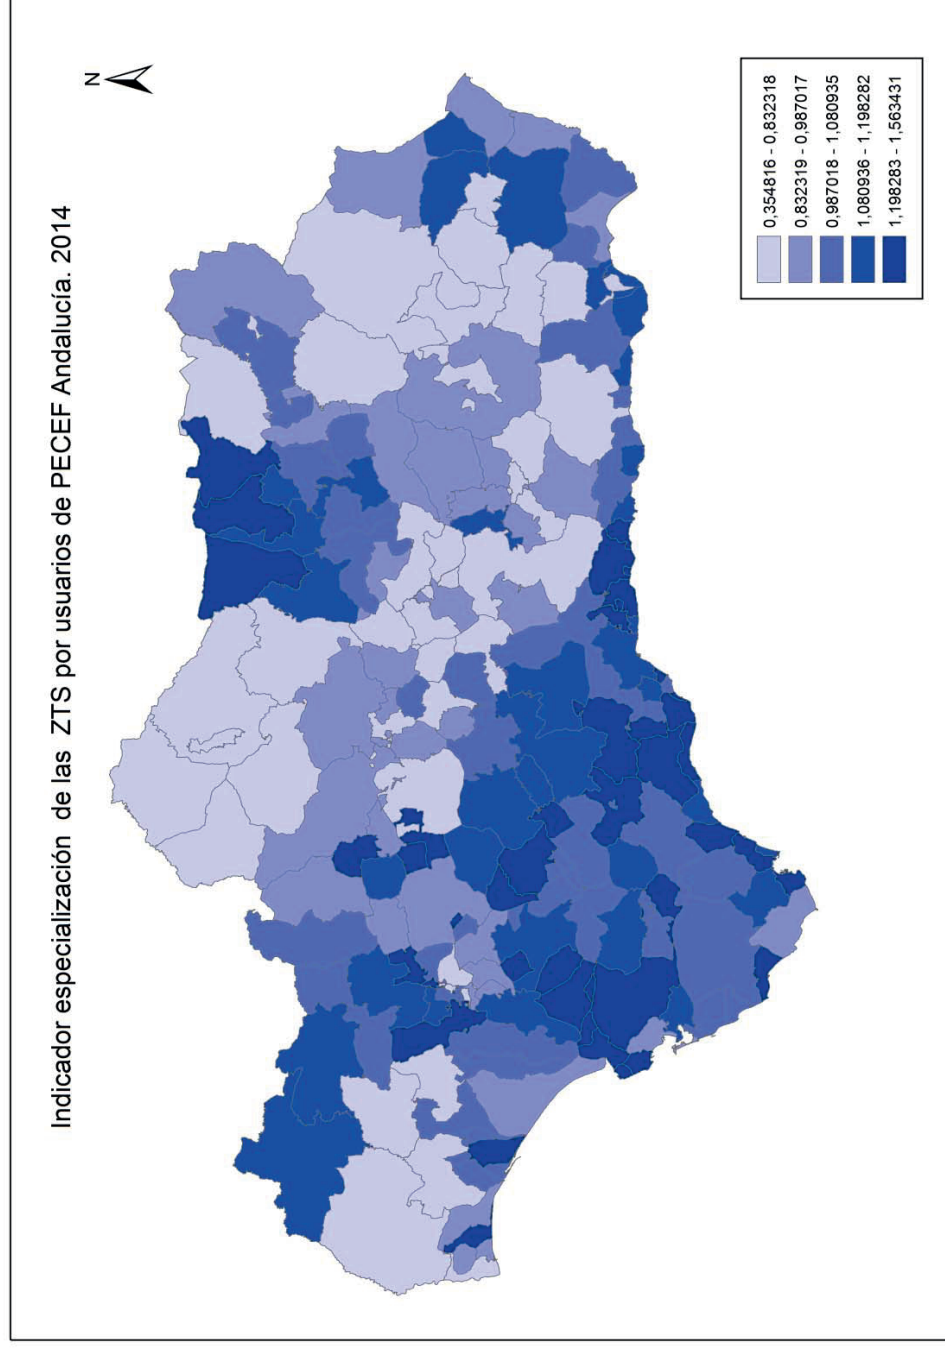 Indicador especialización de las ZTS por usuarios de PECEF Andalucía. 2014
N
0,354816 - 0,832318
0,832319 - 0,987017
0,987018 - 1,080935
1,080936 - 1,198282
1,198283 - 1,563431